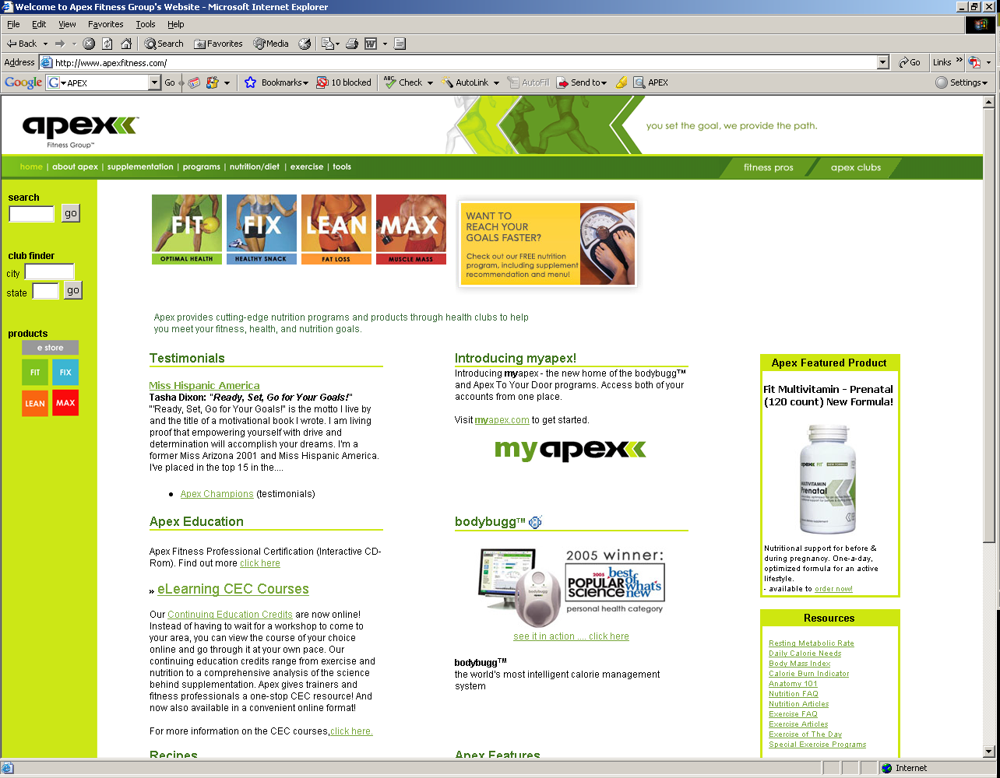 Welcome to Apex Fitness Group's Website - Microsoft Internet Explorer
File Edit View Favorites Tools Help
Back Search Favorites Media
Address http://www.apexfitness.com/ Go Links »
Google APEX Go Bookmarks 10 blocked ABC Check AutoLink AutoFill Send to APEX Settings
apex™
Fitness Group™
you set the goal, we provide the path.
home | about apex | supplementation | programs | nutrition/diet | exercise | tools
fitness pros apex clubs
search
go
club finder
city
state go
products
e store
FIT FIX
LEAN MAX
FIT FIX LEAN MAX
OPTIMAL HEALTH HEALTHY SNACK FAT LOSS MUSCLE MASS
WANT TO
REACH YOUR
GOALS FASTER?
Check out our FREE nutrition
program, including supplement
recommendation and menu!
Apex provides cutting-edge nutrition programs and products through health clubs to help
you meet your fitness, health, and nutrition goals.
Testimonials
Miss Hispanic America
Tasha Dixon: "Ready, Set, Go for Your Goals!"
"'Ready, Set, Go for Your Goals!" is the motto I live by
and the title of a motivational book I wrote. I am living
proof that empowering yourself with drive and
determination will accomplish your dreams. I'm a
former Miss Arizona 2001 and Miss Hispanic America.
I've placed in the top 15 in the....
• Apex Champions (testimonials)
Apex Education
Apex Fitness Professional Certification (Interactive CD-
Rom). Find out more click here
» eLearning CEC Courses
Our Continuing Education Credits are now online!
Instead of having to wait for a workshop to come to
your area, you can view the course of your choice
online and go through it at your own pace. Our
continuing education credits range from exercise and
nutrition to a comprehensive analysis of the science
behind supplementation. Apex gives trainers and
fitness professionals a one-stop CEC resource! And
now also available in a convenient online format!
For more information on the CEC courses,click here.
Recipes
Introducing myapex!
Introducing myapex - the new home of the bodybugg™
and Apex To Your Door programs. Access both of your
accounts from one place.
Visit myapex.com to get started.
myapex
bodybugg™
2005 winner:
2005 best of what's new
POPULAR SCIENCE
personal health category
bodybugg
see it in action .... click here
bodybugg™
the world's most intelligent calorie management
system
Apex Features
Apex Featured Product
Fit Multivitamin - Prenatal
(120 count) New Formula!
apex FIT NEW FORMULA
MULTIVITAMIN
Prenatal
Nutritional support for before &
during pregnancy. One-a-day,
optimized formula for an active
lifestyle.
- available to order now!
Resources
Resting Metabolic Rate
Daily Calorie Needs
Body Mass Index
Calorie Burn Indicator
Anatomy 101
Nutrition FAQ
Nutrition Articles
Exercise FAQ
Exercise Articles
Exercise of The Day
Special Exercise Programs
Internet